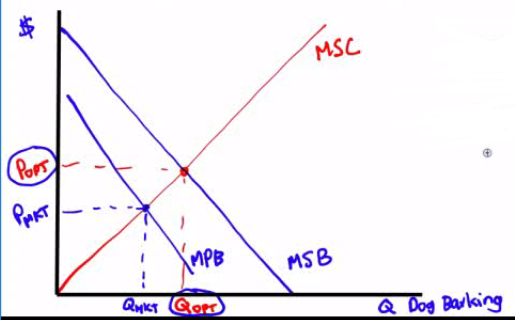 $
MSC
POPT
PMKT
MPB
MSB
QMKT
QOPT
Q Dog Barking